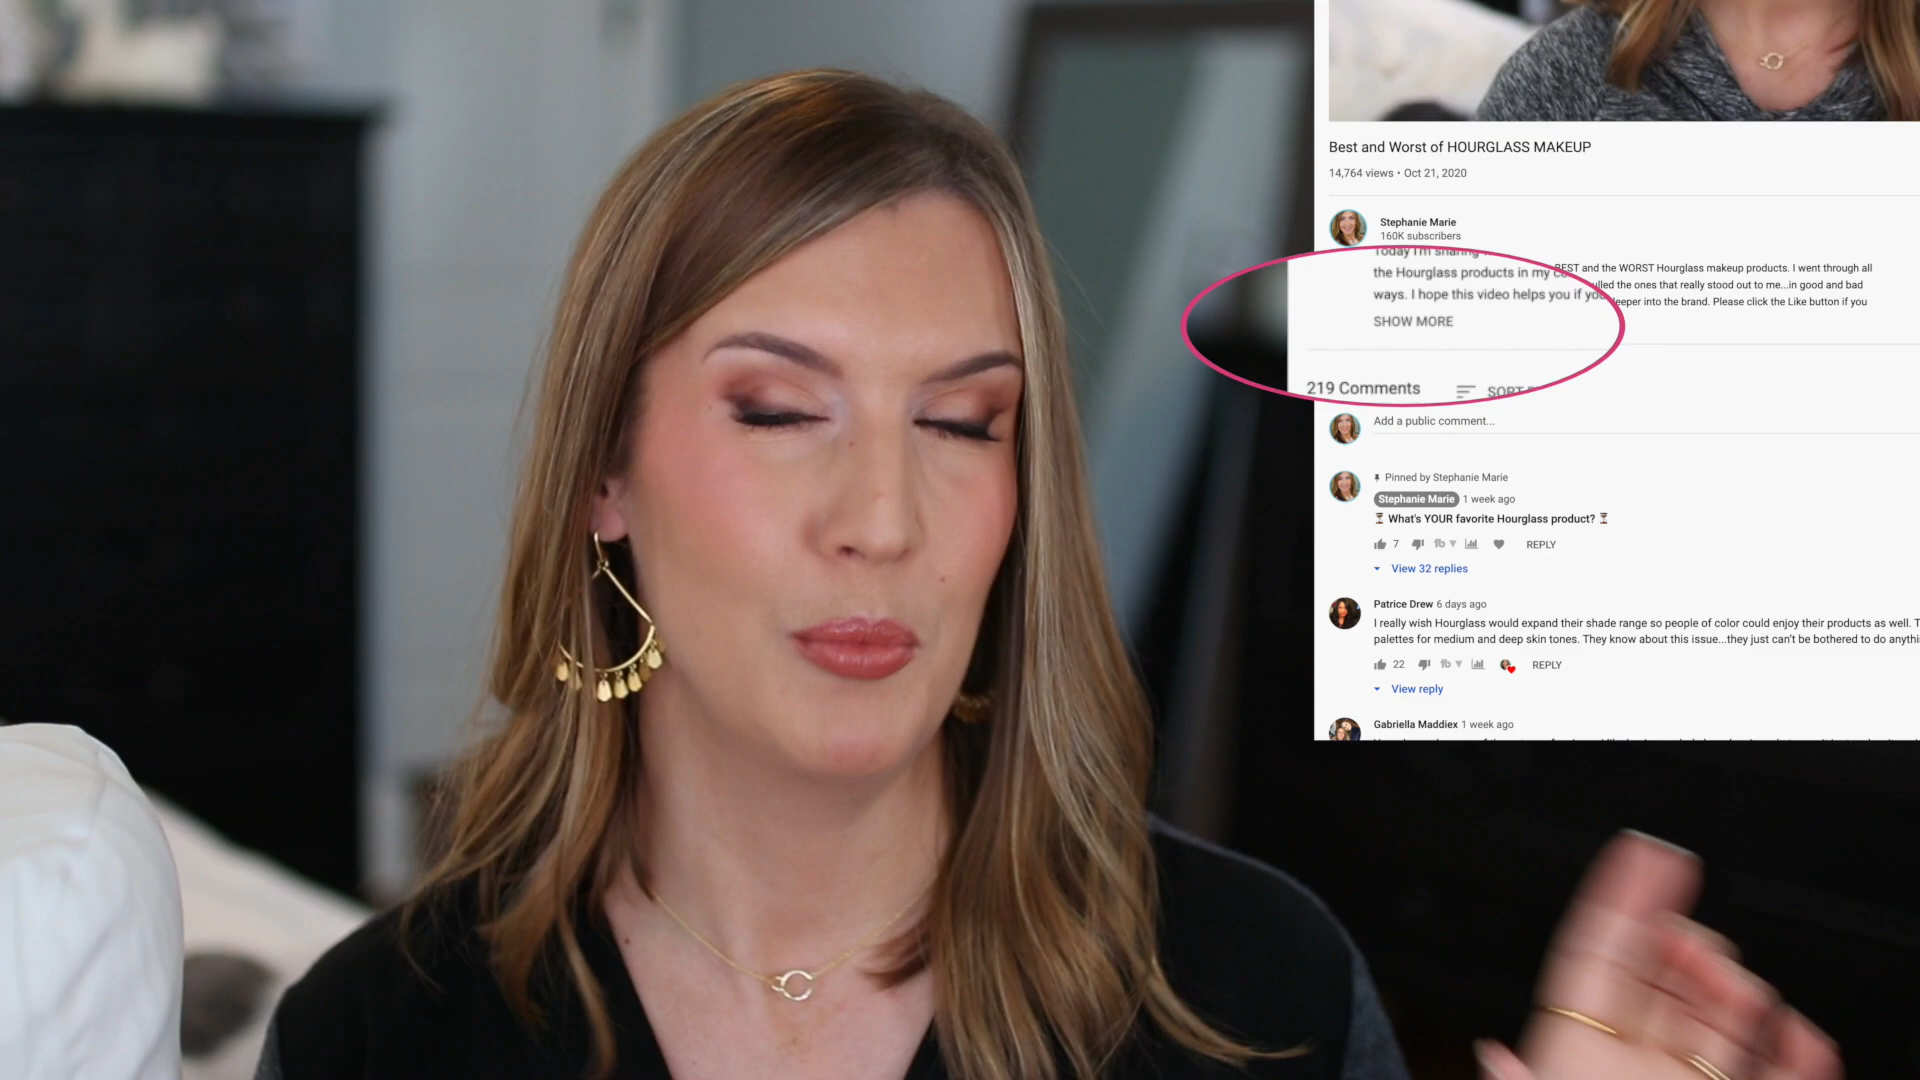 Best and Worst of HOURGLASS MAKEUP
14,764 views • Oct 21, 2020
Stephanie Marie
160K subscribers
Today I'm sharing
BEST and the WORST Hourglass makeup products. I went through all
the Hourglass products in my
pulled the ones that really stood out to me...in good and bad
ways. I hope this video helps you if you
deeper into the brand. Please click the Like button if you
SHOW MORE
219 Comments
SORT
Add a public comment...
Pinned by Stephanie Marie
Stephanie Marie 1 week ago
⏳ What's YOUR favorite Hourglass product? ⏳
7 REPLY
View 32 replies
Patrice Drew 6 days ago
I really wish Hourglass would expand their shade range so people of color could enjoy their products as well.
palettes for medium and deep skin tones. They know about this issue...they just can't be bothered to do
22 REPLY
View reply
Gabriella Maddiex 1 week ago